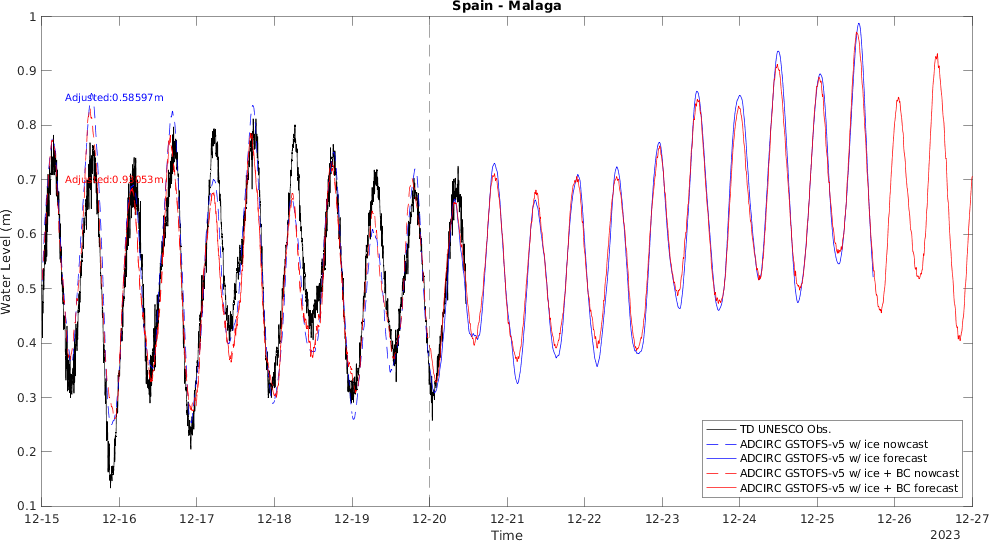 Spain - Malaga
1
0.9
0.8
0.7
0.6
0.5
0.4
0.3
0.2
0.1
Water Level (m)
Adjusted:0.58597m
TD UNESCO Obs.
ADCIRC GSTOFS-v5 w/ ice nowcast
ADCIRC GSTOFS-v5 w/ ice forecast
ADCIRC GSTOFS-v5 w/ ice + BC nowcast
ADCIRC GSTOFS-v5 w/ ice + BC forecast
12-15 12-16 12-17 12-18 12-19 12-20 12-21 12-22 12-23 12-24 12-25 12-26 12-27
Time
2023